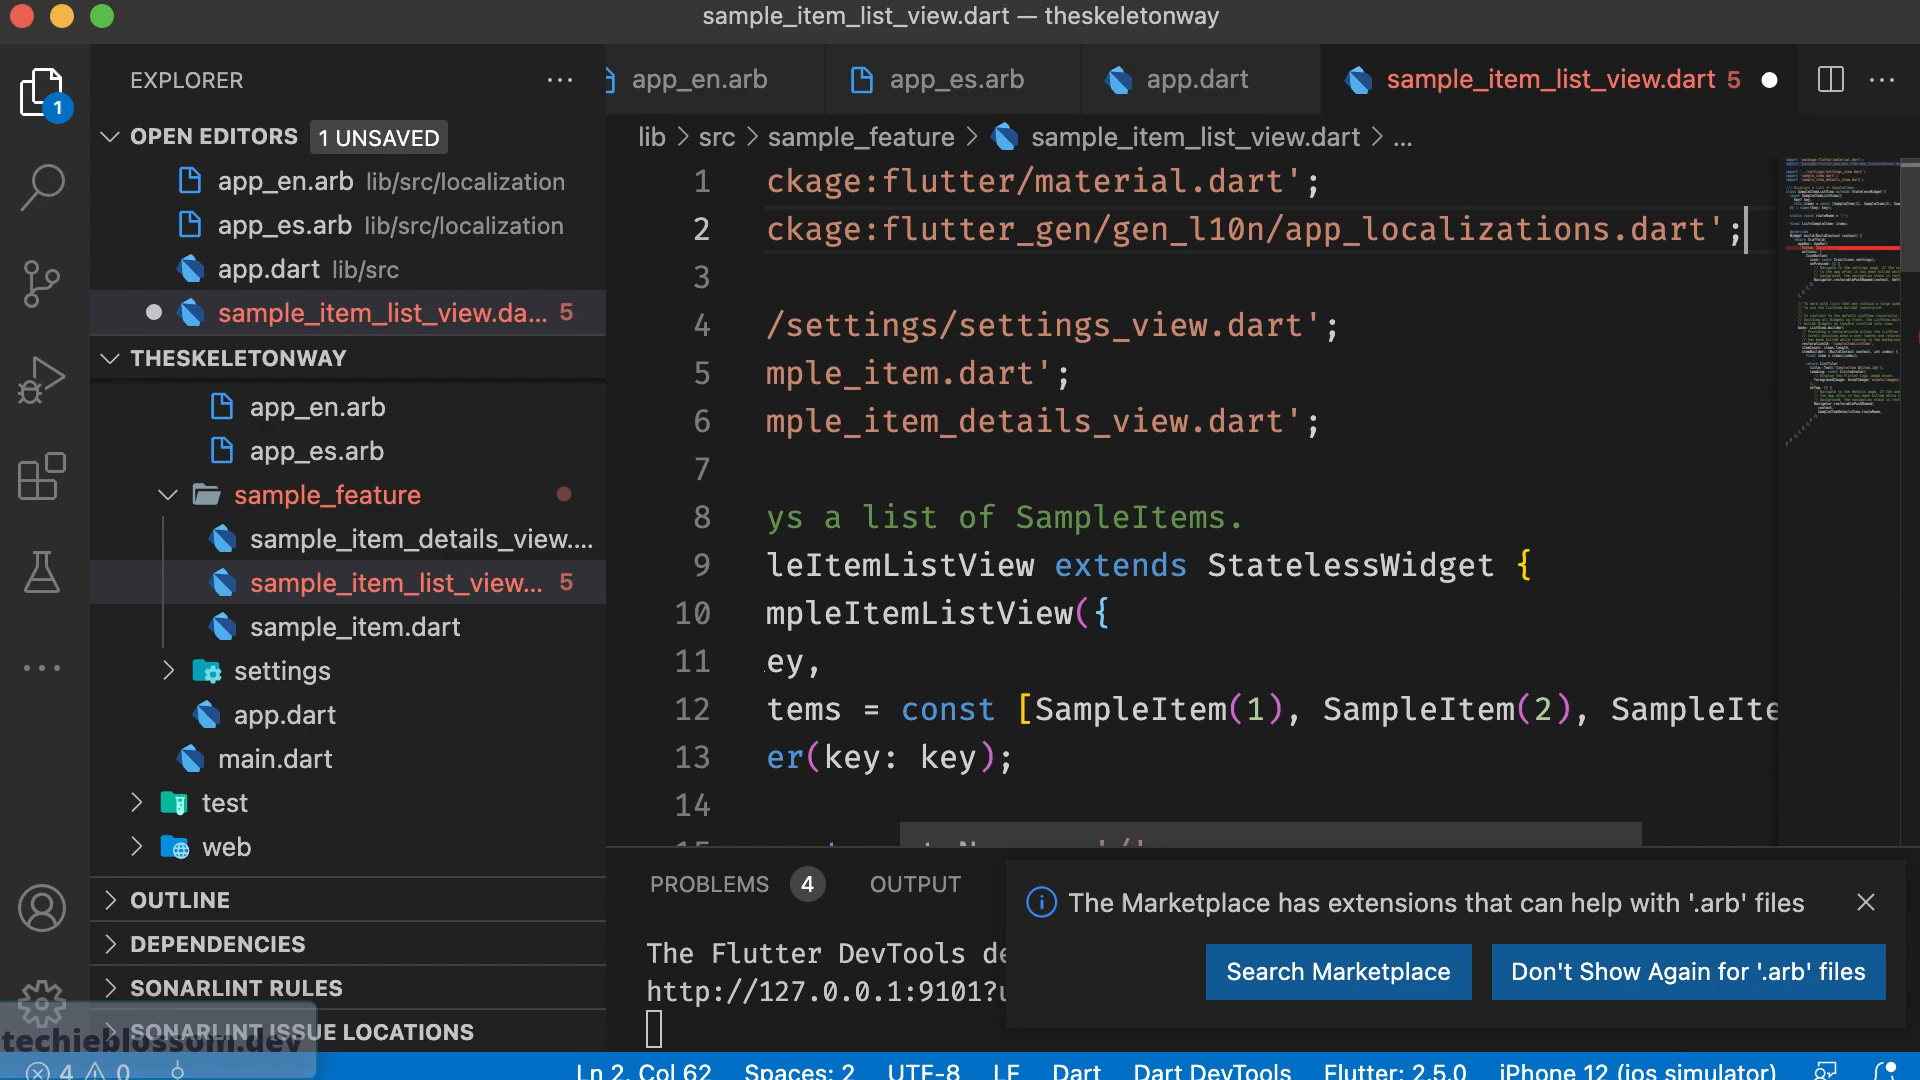 sample_item_list_view.dart — theskeletonway
EXPLORER
1
OPEN EDITORS 1 UNSAVED
app_en.arb lib/src/localization
app_es.arb lib/src/localization
app.dart lib/src
sample_item_list_view.da... 5
THESKELETONWAY
app_en.arb
app_es.arb
sample_feature
sample_item_details_view....
sample_item_list_view... 5
sample_item.dart
settings
app.dart
main.dart
test
web
OUTLINE
DEPENDENCIES
SONARLINT RULES
SONARLINT ISSUE LOCATIONS
techieblossom.dev
app_en.arb app_es.arb app.dart sample_item_list_view.dart 5
lib > src > sample_feature > sample_item_list_view.dart > ...
1 ckage:flutter/material.dart';
2 ckage:flutter_gen/gen_l10n/app_localizations.dart';
3
4 /settings/settings_view.dart';
5 mple_item.dart';
6 mple_item_details_view.dart';
7
8 ys a list of SampleItems.
9 leItemListView extends StatelessWidget {
10 mpleItemListView({
11 ey,
12 tems = const [SampleItem(1), SampleItem(2), SampleIte
13 er(key: key);
14
PROBLEMS 4 OUTPUT
The Flutter DevTools de
http://127.0.0.1:9101?u
The Marketplace has extensions that can help with '.arb' files
Search Marketplace Don't Show Again for '.arb' files
4 0 Ln 2, Col 62 Spaces: 2 UTF-8 LF Dart Dart DevTools Flutter: 2.5.0 iPhone 12 (ios simulator)